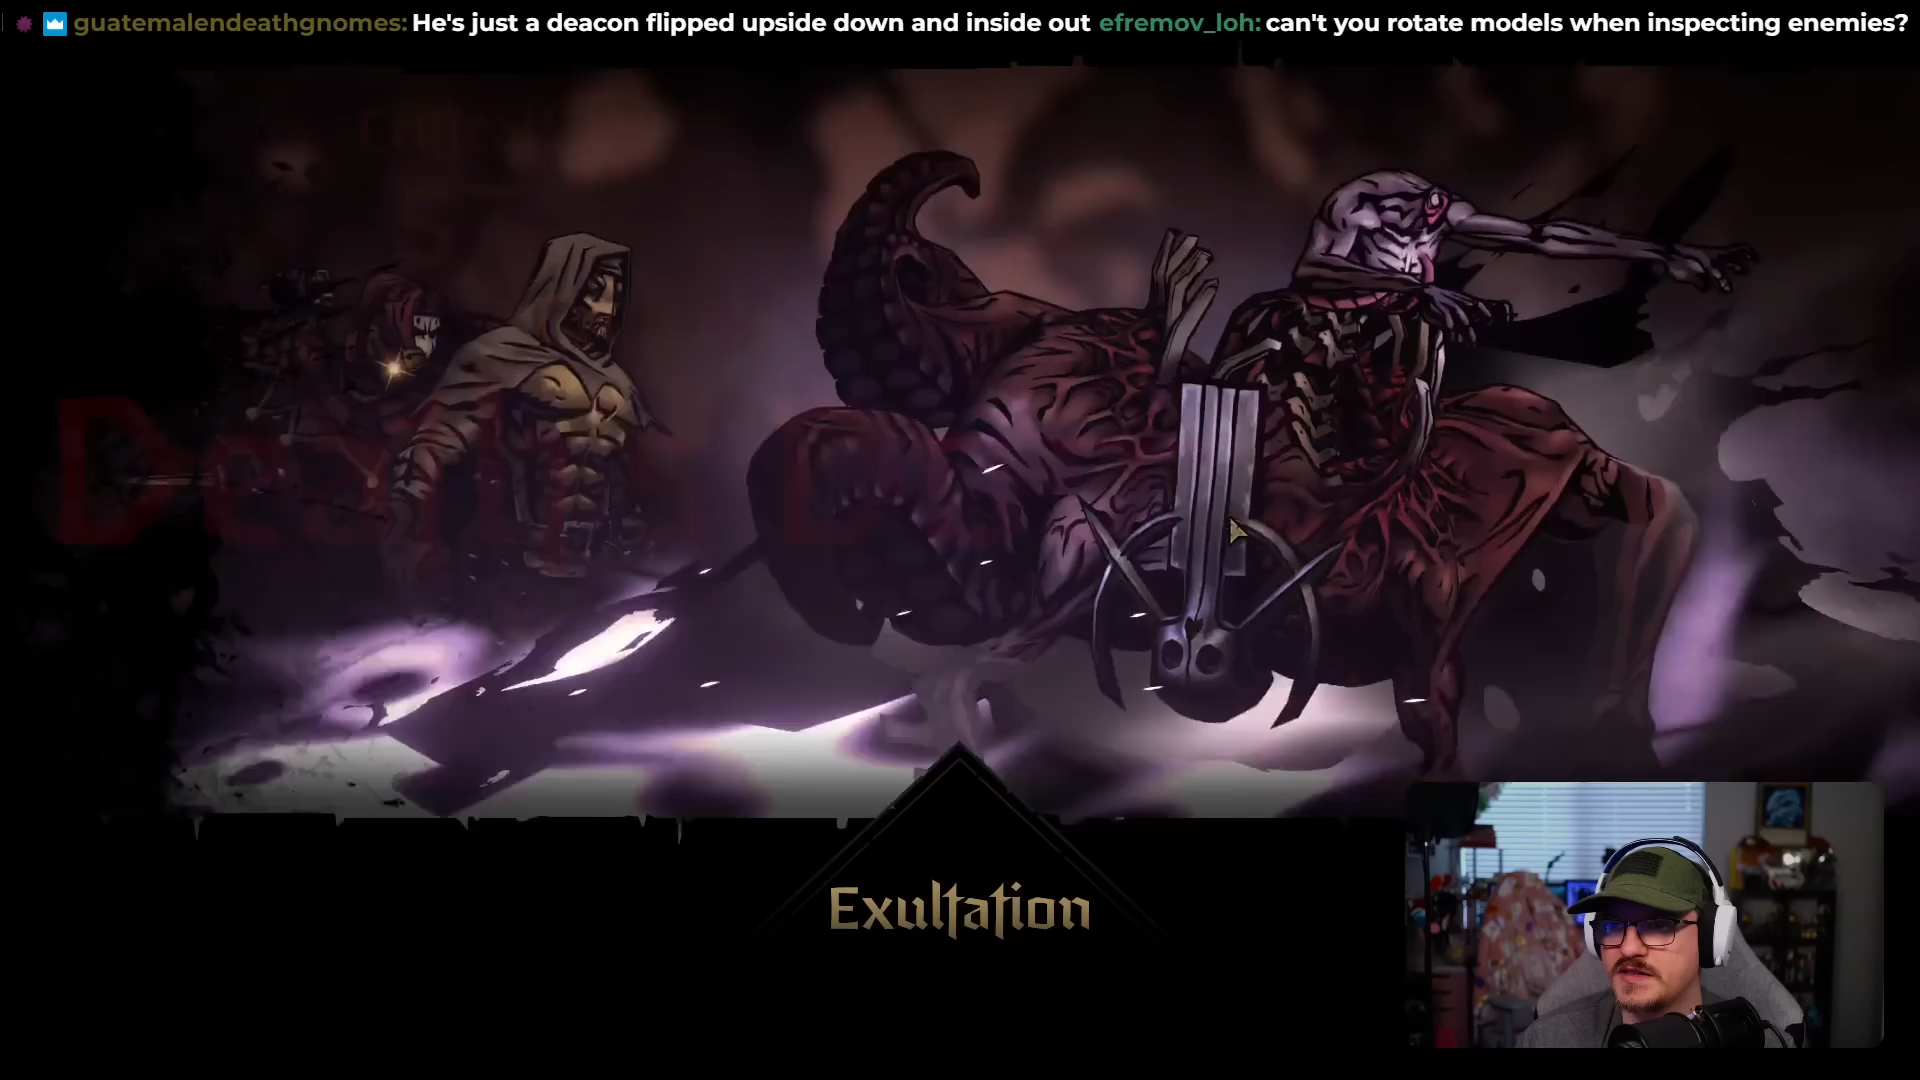 guatemalendeathgnomes: He's just a deacon flipped upside down and inside out efremov_loh: can't you rotate models when inspecting enemies?
Exultation